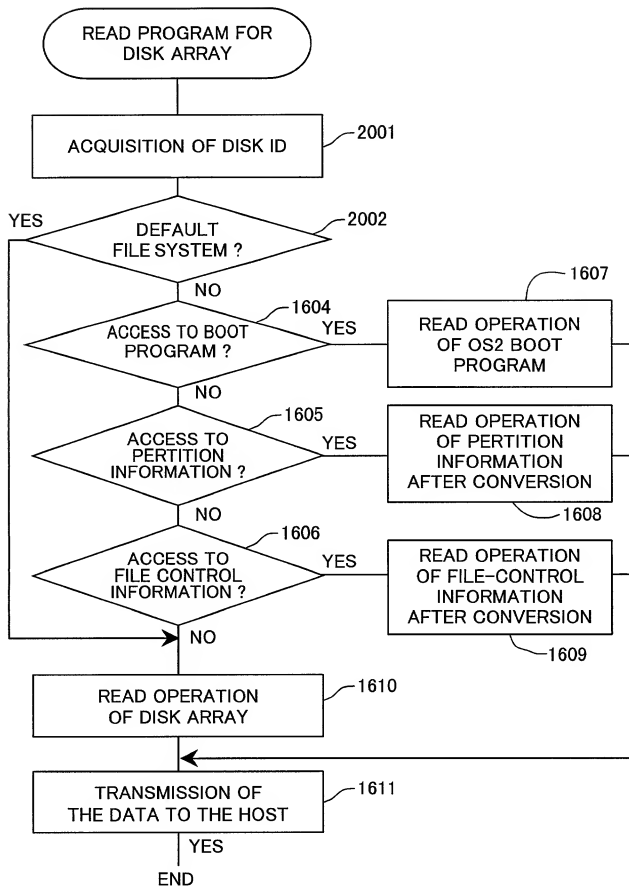 READ PROGRAM FOR
DISK ARRAY
ACQUISITION OF DISK ID
2001
YES
DEFAULT
FILE SYSTEM ?
2002
NO
ACCESS TO BOOT
PROGRAM ?
1604
YES
READ OPERATION
OF OS2 BOOT
PROGRAM
1607
NO
ACCESS TO
PERTITION
INFORMATION ?
1605
YES
READ OPERATION
OF PERTITION
INFORMATION
AFTER CONVERSION
1608
NO
ACCESS TO
FILE CONTROL
INFORMATION ?
1606
YES
READ OPERATION
OF FILE-CONTROL
INFORMATION
AFTER CONVERSION
1609
NO
READ OPERATION
OF DISK ARRAY
1610
TRANSMISSION OF
THE DATA TO THE HOST
1611
YES
END